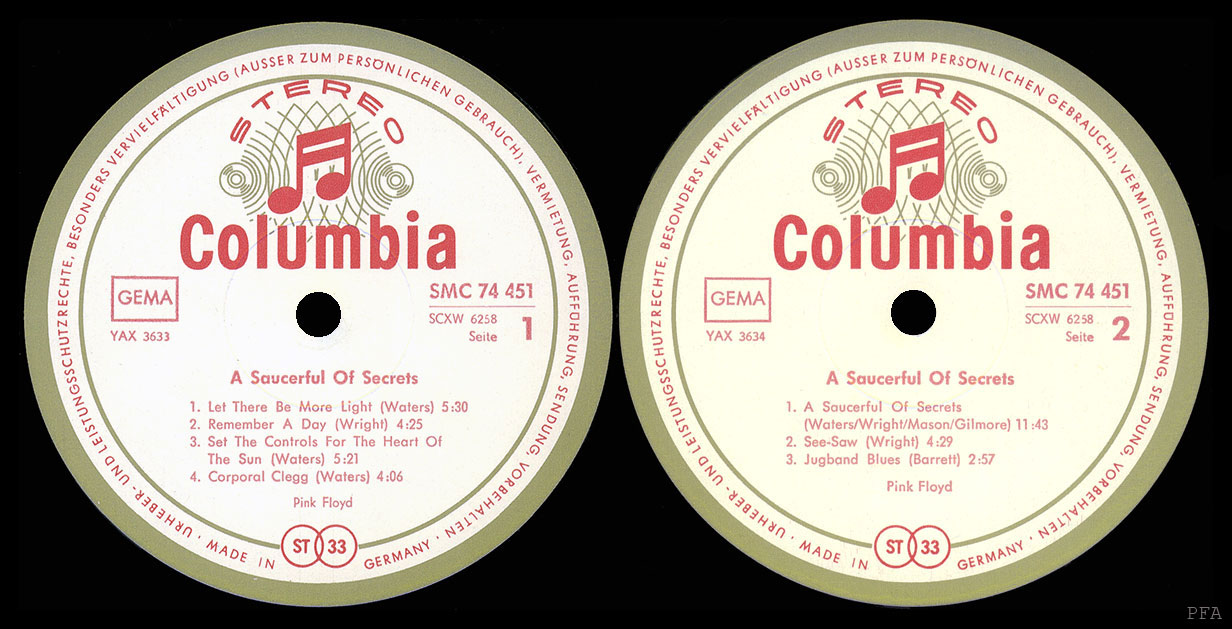 URHEBER- UND LEISTUNGSSCHUTZRECHTE, BESONDERS VERVIELFÄLTIGUNG (AUSSER ZUM PERSÖNLICHEN GEBRAUCH), VERMIETUNG, AUFFÜHRUNG, SENDUNG, VORBEHALTEN ·
STEREO
Columbia
GEMA
YAX 3633
SMC 74 451
SCXW 6258
Seite 1
A Saucerful Of Secrets
1. Let There Be More Light (Waters) 5:30
2. Remember A Day (Wright) 4:25
3. Set The Controls For The Heart Of
The Sun (Waters) 5:21
4. Corporal Clegg (Waters) 4:06
Pink Floyd
· MADE IN GERMANY ·
ST 33
URHEBER- UND LEISTUNGSSCHUTZRECHTE, BESONDERS VERVIELFÄLTIGUNG (AUSSER ZUM PERSÖNLICHEN GEBRAUCH), VERMIETUNG, AUFFÜHRUNG, SENDUNG, VORBEHALTEN ·
STEREO
Columbia
GEMA
YAX 3634
SMC 74 451
SCXW 6258
Seite 2
A Saucerful Of Secrets
1. A Saucerful Of Secrets
(Waters/Wright/Mason/Gilmore) 11:43
2. See-Saw (Wright) 4:29
3. Jugband Blues (Barrett) 2:57
Pink Floyd
· MADE IN GERMANY ·
ST 33
PFA